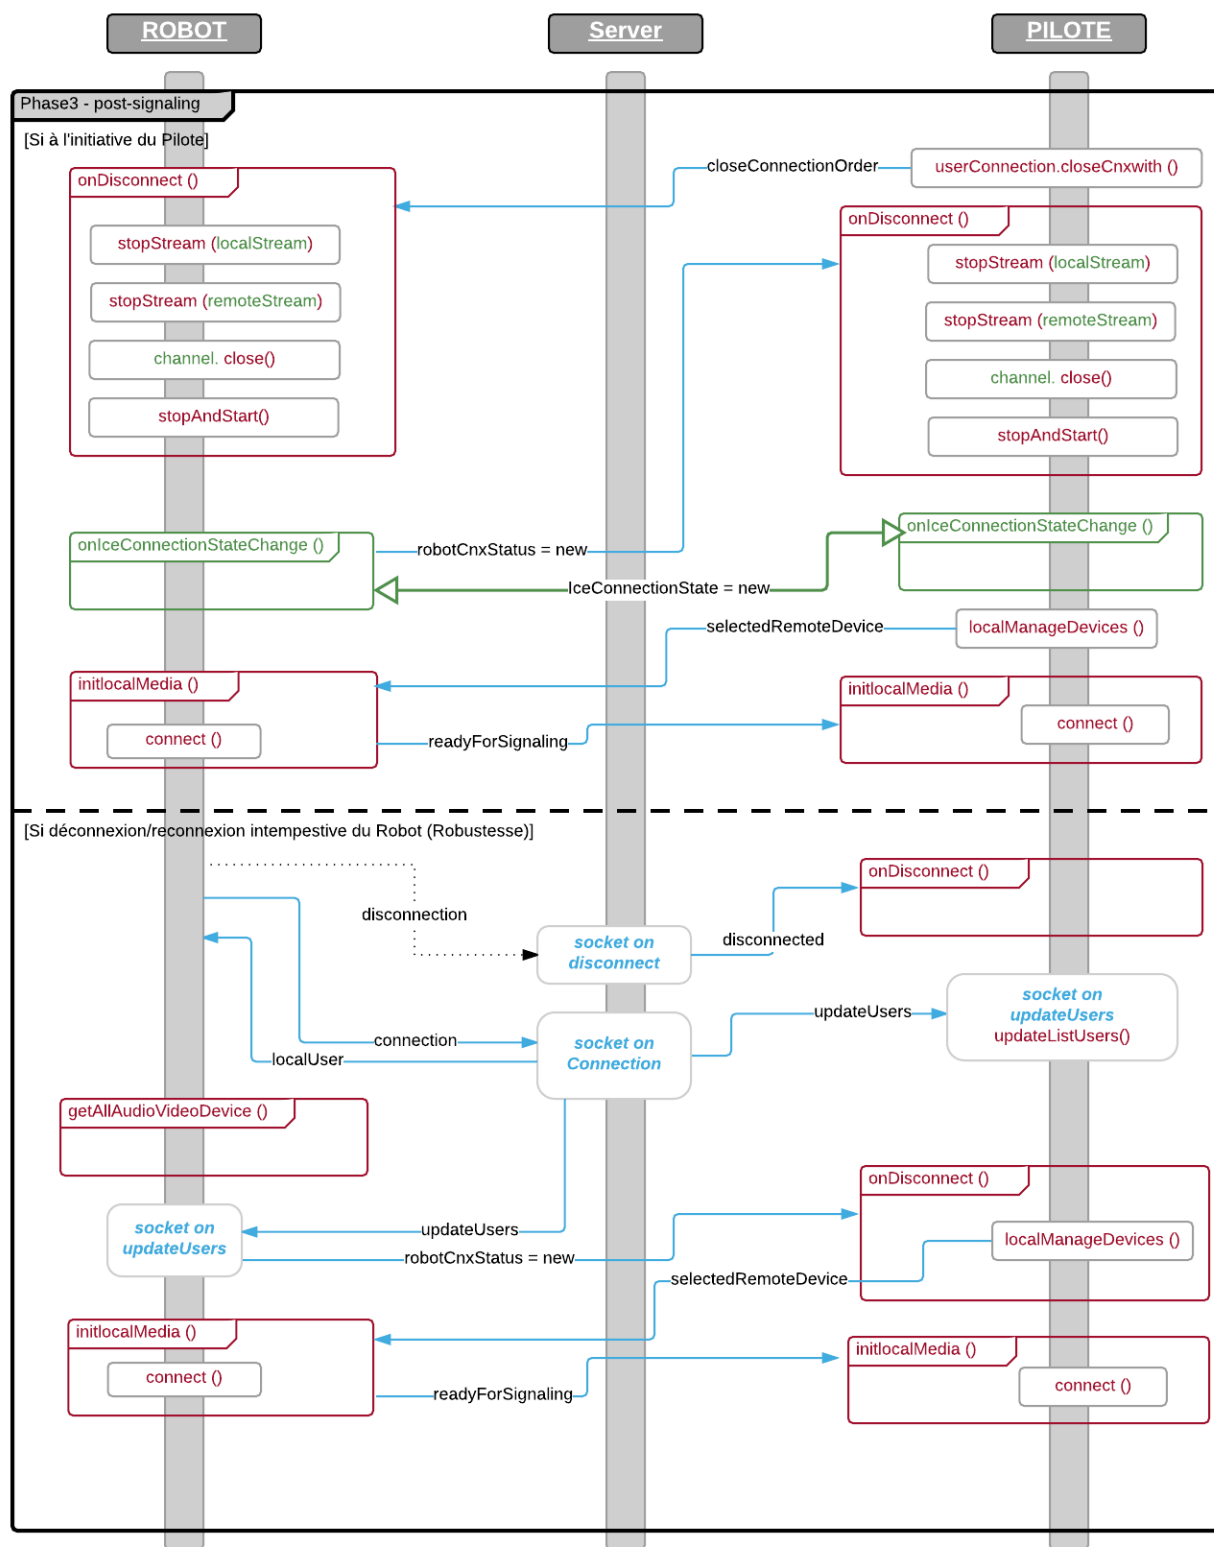 ROBOT
Server
PILOTE
Phase3 - post-signaling
[Si à l'initiative du Pilote]
closeConnectionOrder
userConnection.closeCnxwith ()
onDisconnect ()
onDisconnect ()
stopStream (localStream)
stopStream (localStream)
stopStream (remoteStream)
stopStream (remoteStream)
channel. close()
channel. close()
stopAndStart()
stopAndStart()
onIceConnectionStateChange ()
robotCnxStatus = new
onIceConnectionStateChange ()
IceConnectionState = new
selectedRemoteDevice
localManageDevices ()
initlocalMedia ()
initlocalMedia ()
connect ()
readyForSignaling
connect ()
[Si déconnexion/reconnexion intempestive du Robot (Robustesse)]
onDisconnect ()
disconnection
socket on
disconnect
disconnected
socket on
updateUsers
updateListUsers()
updateUsers
connection
localUser
socket on
Connection
getAllAudioVideoDevice ()
onDisconnect ()
socket on
updateUsers
updateUsers
robotCnxStatus = new
localManageDevices ()
selectedRemoteDevice
initlocalMedia ()
initlocalMedia ()
connect ()
readyForSignaling
connect ()